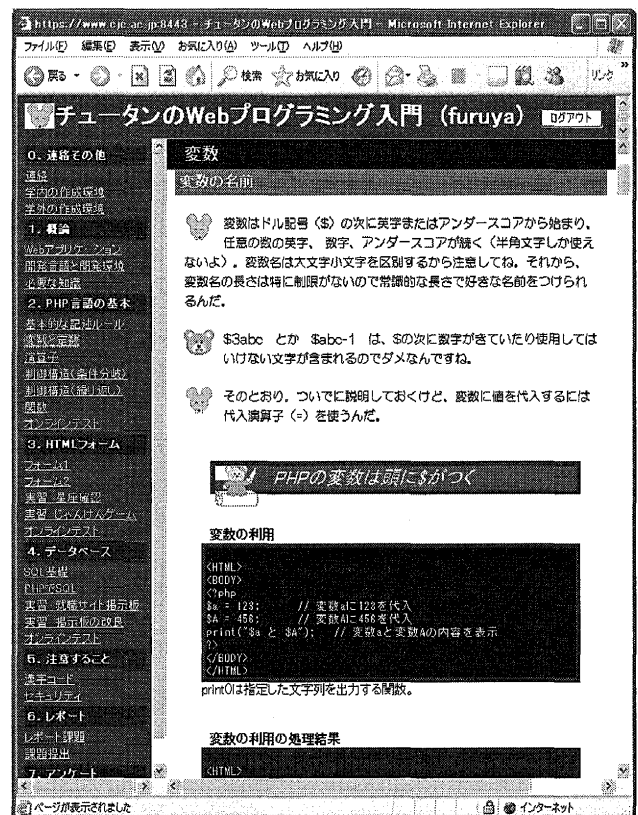 https://www.cjc.ac.jp:8443 - チュータンのWebプログラミング入門 - Microsoft Internet Explorer
ファイル(F) 編集(E) 表示(V) お気に入り(A) ツール(T) ヘルプ(H)
戻る 検索 お気に入り リンク
チュータンのWebプログラミング入門 (furuya) ログアウト
0. 連絡その他
連絡
学内の作成環境
学外の作成環境
1. 概論
Webアプリケーション
開発言語と開発環境
必要な知識
2. PHP言語の基本
基本的な記述ルール
変数と定数
演算子
制御構造(条件分岐)
制御構造(繰り返し)
関数
オンラインテスト
3. HTMLフォーム
フォーム1
フォーム2
実習 星座確認
実習 じゃんけんゲーム
オンラインテスト
4. データベース
SQL基礎
PHPでSQL
実習 就職サイト掲示板
実習 掲示板の改良
オンラインテスト
5. 注意すること
漢字コード
セキュリティ
6. レポート
レポート課題
課題提出
7. アンケート
変数
変数の名前
変数はドル記号($)の次に英字またはアンダースコアから始まり、
任意の数の英字、数字、アンダースコアが続く(半角文字しか使え
ないよ)。変数名は大文字小文字を区別するから注意してね。それから、
変数名の長さは特に制限がないので常識的な長さで好きな名前をつけられ
るんだ。
$3abc とか $abc-1 は、$の次に数字がきていたり使用しては
いけない文字が含まれるのでダメなんですね。
そのとおり。ついでに説明しておくけど、変数に値を代入するには
代入演算子(=)を使うんだ。
PHPの変数は頭に$がつく
変数の利用
<HTML>
<BODY>
<?php
$a = 123; // 変数aに123を代入
$A = 456; // 変数Aに456を代入
print("$a と $A"); // 変数aと変数Aの内容を表示
?>
</BODY>
</HTML>
print()は指定した文字列を出力する関数。
変数の利用の処理結果
<HTML>
ページが表示されました インターネット